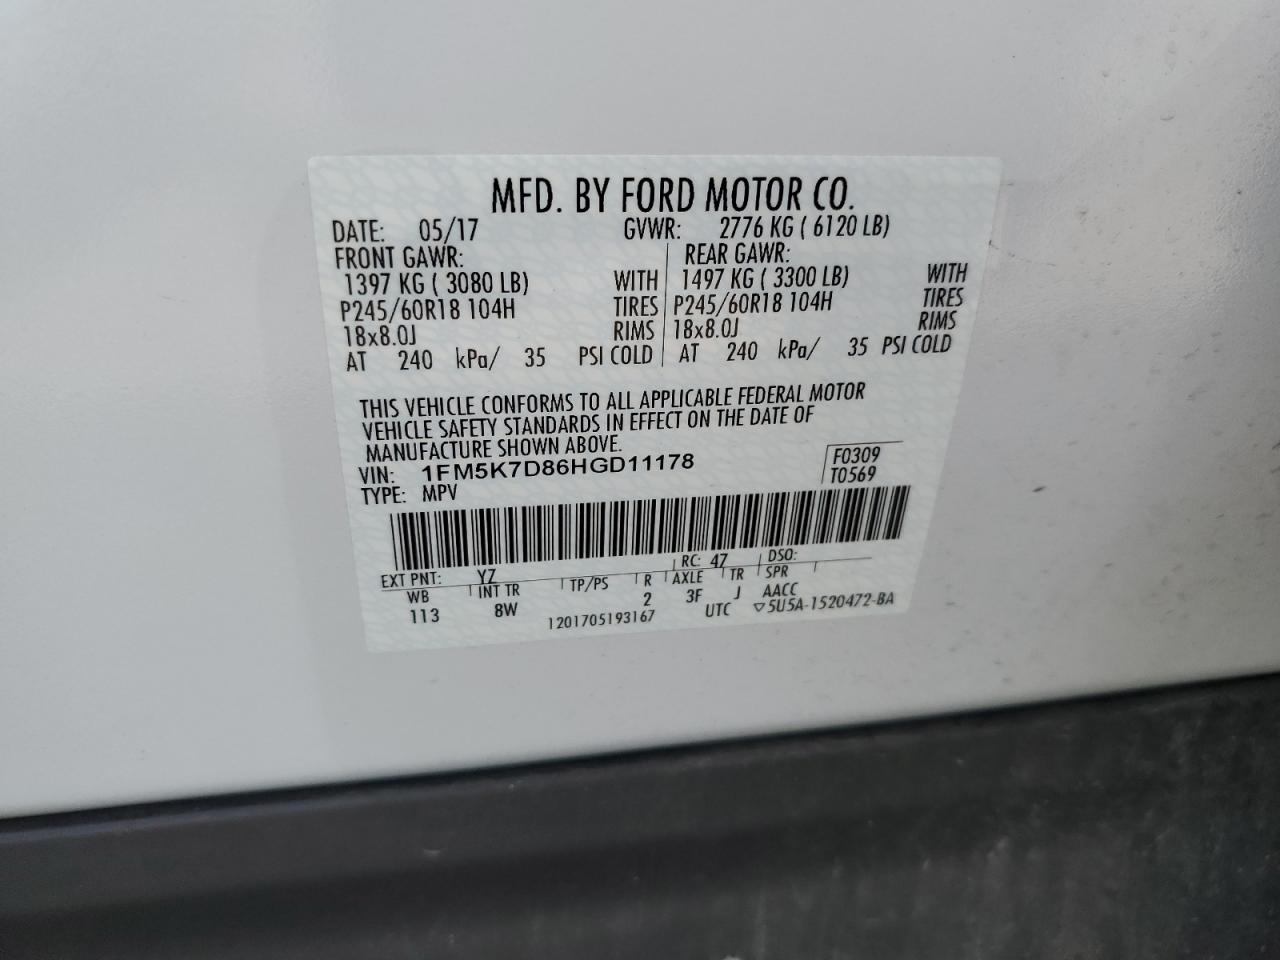 MFD. BY FORD MOTOR CO.
DATE: 05/17 GVWR: 2776 KG ( 6120 LB)
FRONT GAWR: REAR GAWR:
1397 KG ( 3080 LB) WITH 1497 KG ( 3300 LB) WITH
P245/60R18 104H TIRES P245/60R18 104H TIRES
18x8.0J RIMS 18x8.0J RIMS
AT 240 kPa/ 35 PSI COLD AT 240 kPa/ 35 PSI COLD
THIS VEHICLE CONFORMS TO ALL APPLICABLE FEDERAL MOTOR
VEHICLE SAFETY STANDARDS IN EFFECT ON THE DATE OF
MANUFACTURE SHOWN ABOVE.
VIN: 1FM5K7D86HGD11178 F0309
TYPE: MPV T0569
EXT PNT: YZ RC: 47 DSO:
WB INT TR TP/PS R AXLE TR SPR
113 8W 2 3F J AACC
1201705193167 UTC ▽5U5A-1520472-BA